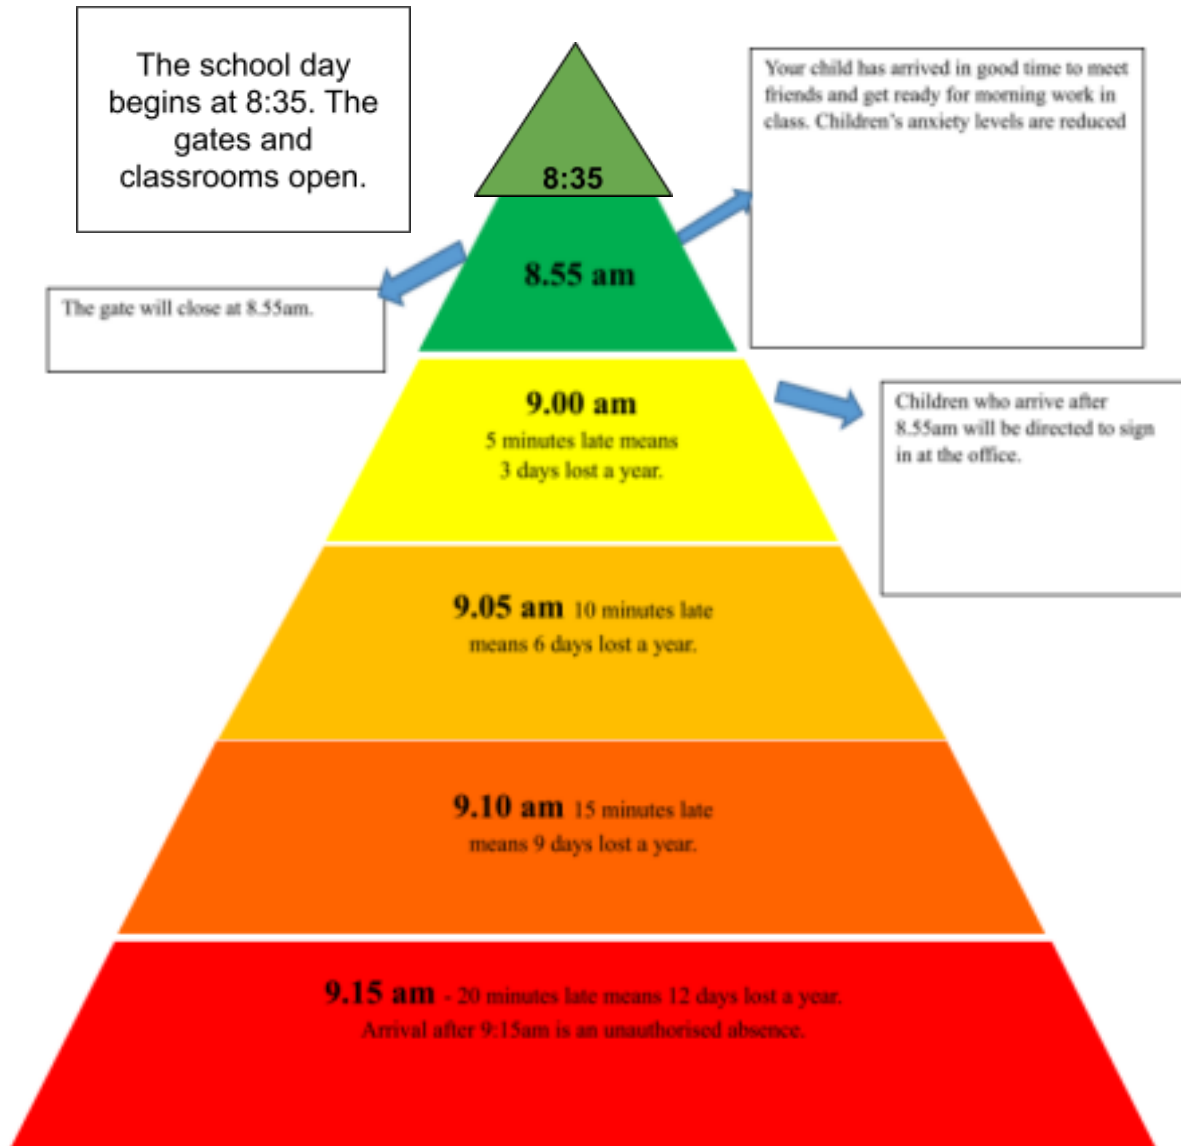 The school day
begins at 8:35. The
gates and
classrooms open.
Your child has arrived in good time to meet
friends and get ready for morning work in
class. Children's anxiety levels are reduced
8:35
8.55 am
The gate will close at 8.55am.
9.00 am
5 minutes late means
3 days lost a year.
Children who arrive after
8.55am will be directed to sign
in at the office.
9.05 am 10 minutes late
means 6 days lost a year.
9.10 am 15 minutes late
means 9 days lost a year.
9.15 am - 20 minutes late means 12 days lost a year.
Arrival after 9:15am is an unauthorised absence.